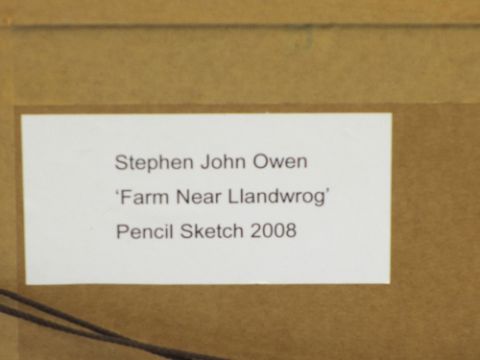 Stephen John Owen
‘Farm Near Llandwrog’
Pencil Sketch 2008